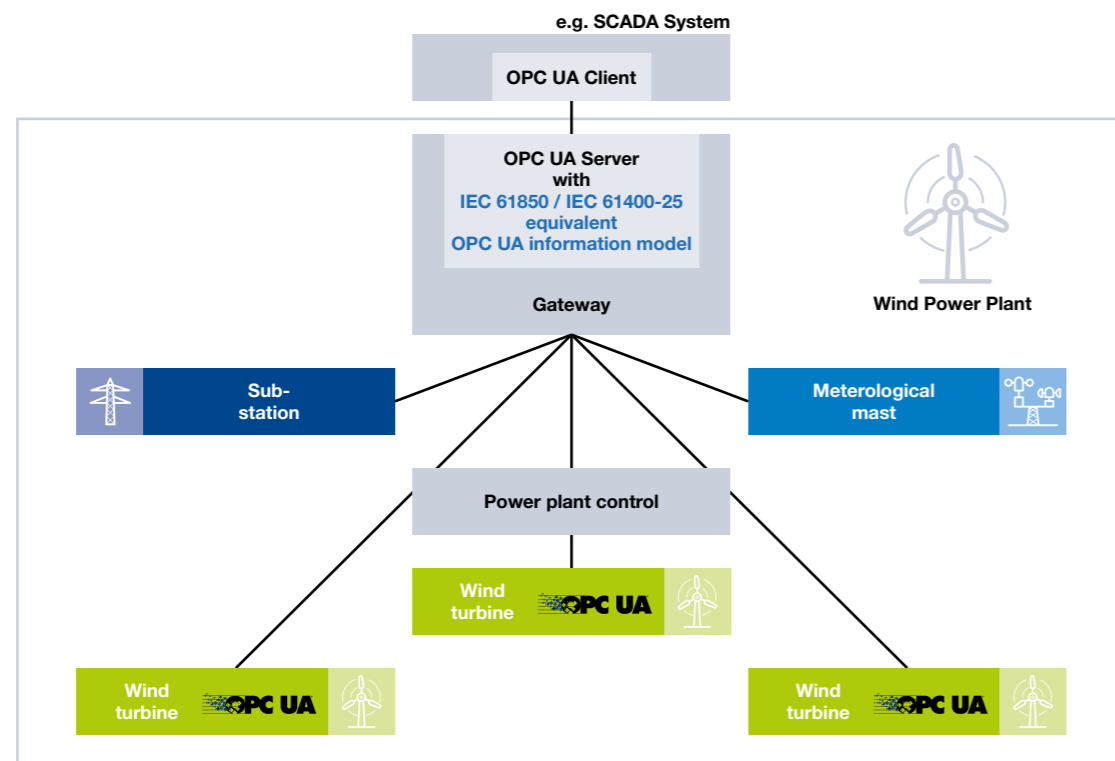 e.g. SCADA System
OPC UA Client
OPC UA Server
with
IEC 61850 / IEC 61400-25
equivalent
OPC UA information model
Wind Power Plant
Gateway
Sub-
station
Meterological
mast
Power plant control
Wind
turbine
OPC UA
Wind
turbine
OPC UA
Wind
turbine
OPC UA